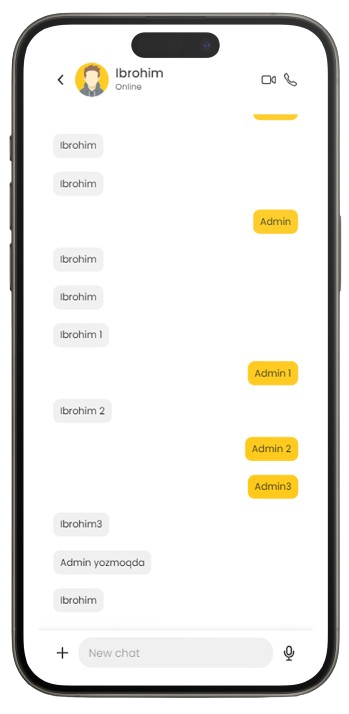 Ibrohim
Online
Ibrohim
Ibrohim
Admin
Ibrohim
Ibrohim
Ibrohim 1
Admin 1
Ibrohim 2
Admin 2
Admin3
Ibrohim3
Admin yozmoqda
Ibrohim
New chat